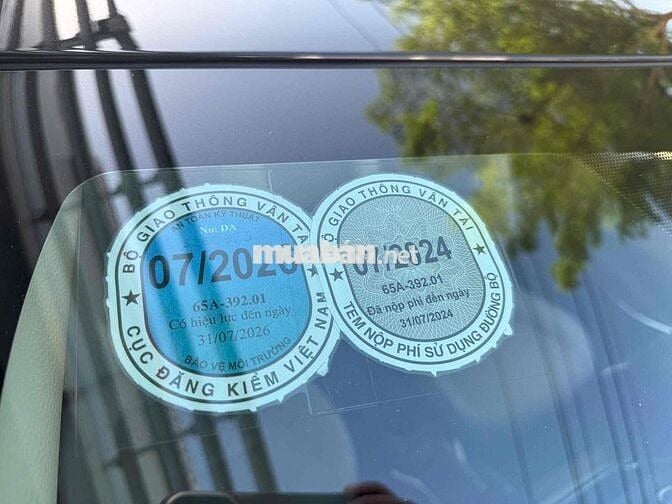 BỘ GIAO THÔNG VẬN TẢI
AN TOÀN KỸ THUẬT
No: DA
07/2026
65A-392.01
Có hiệu lực đến ngày
31/07/2026
BẢO VỆ MÔI TRƯỜNG
CỤC ĐĂNG KIỂM VIỆT NAM
BỘ GIAO THÔNG VẬN TẢI
07/2024
65A-392.01
Đã nộp phí đến ngày
31/07/2024
TEM NỘP PHÍ SỬ DỤNG ĐƯỜNG BỘ
muaban.net